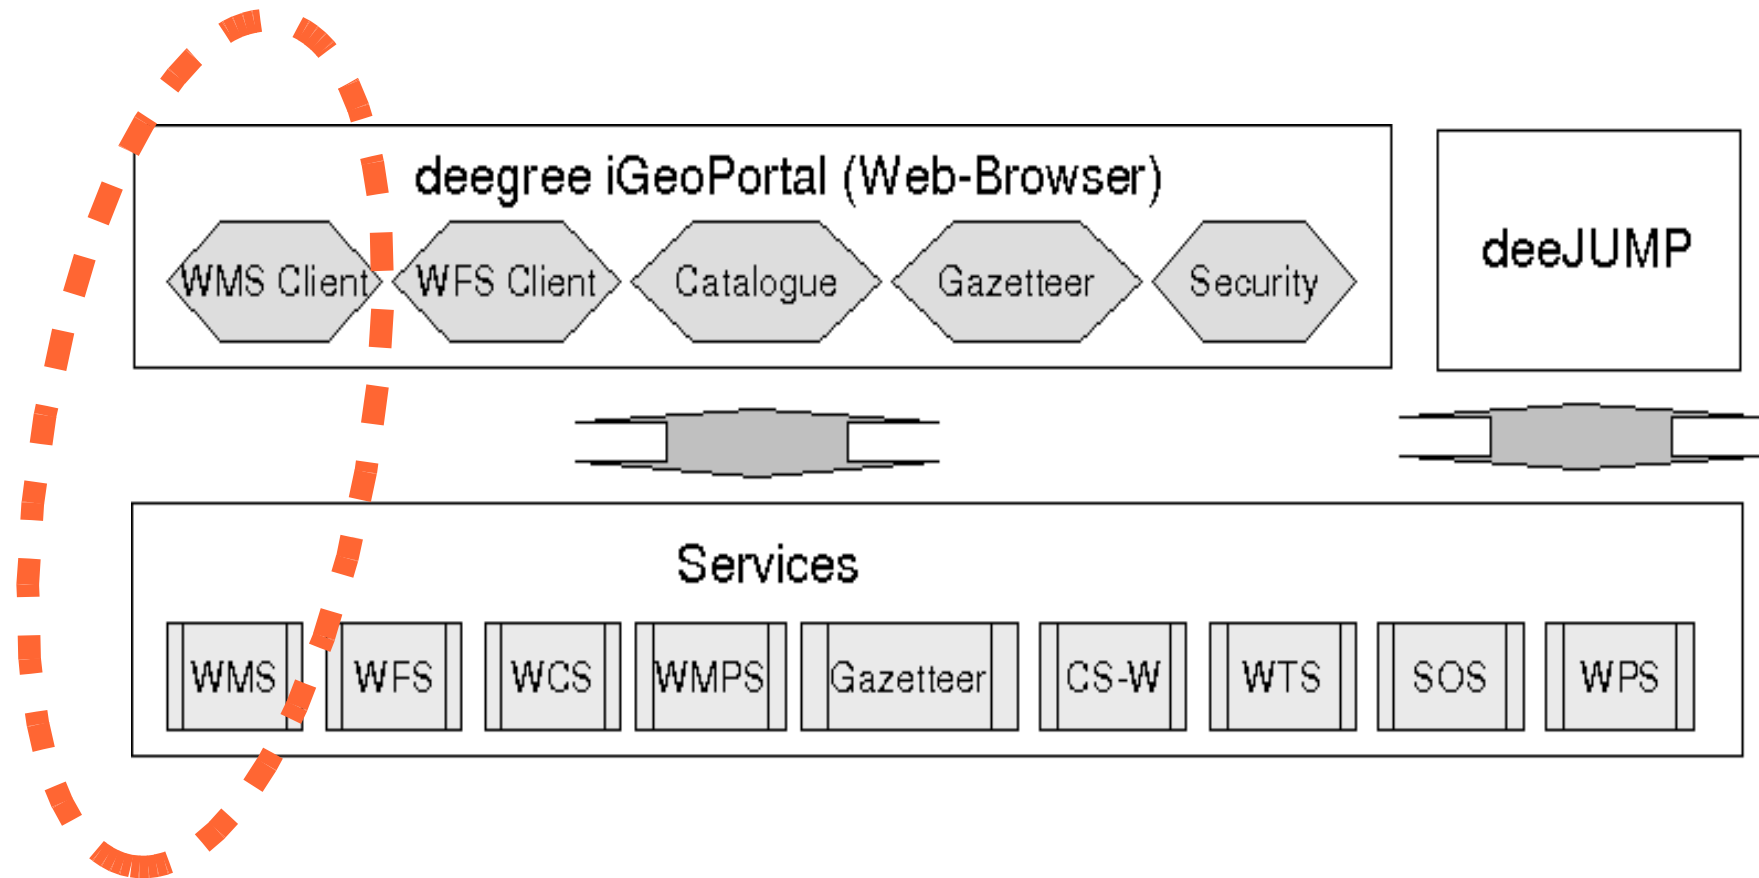 deegree iGeoPortal (Web-Browser)
WMS Client WFS Client Catalogue Gazetteer Security
deeJUMP
Services
WMS WFS WCS WMPS Gazetteer CS-W WTS SOS WPS